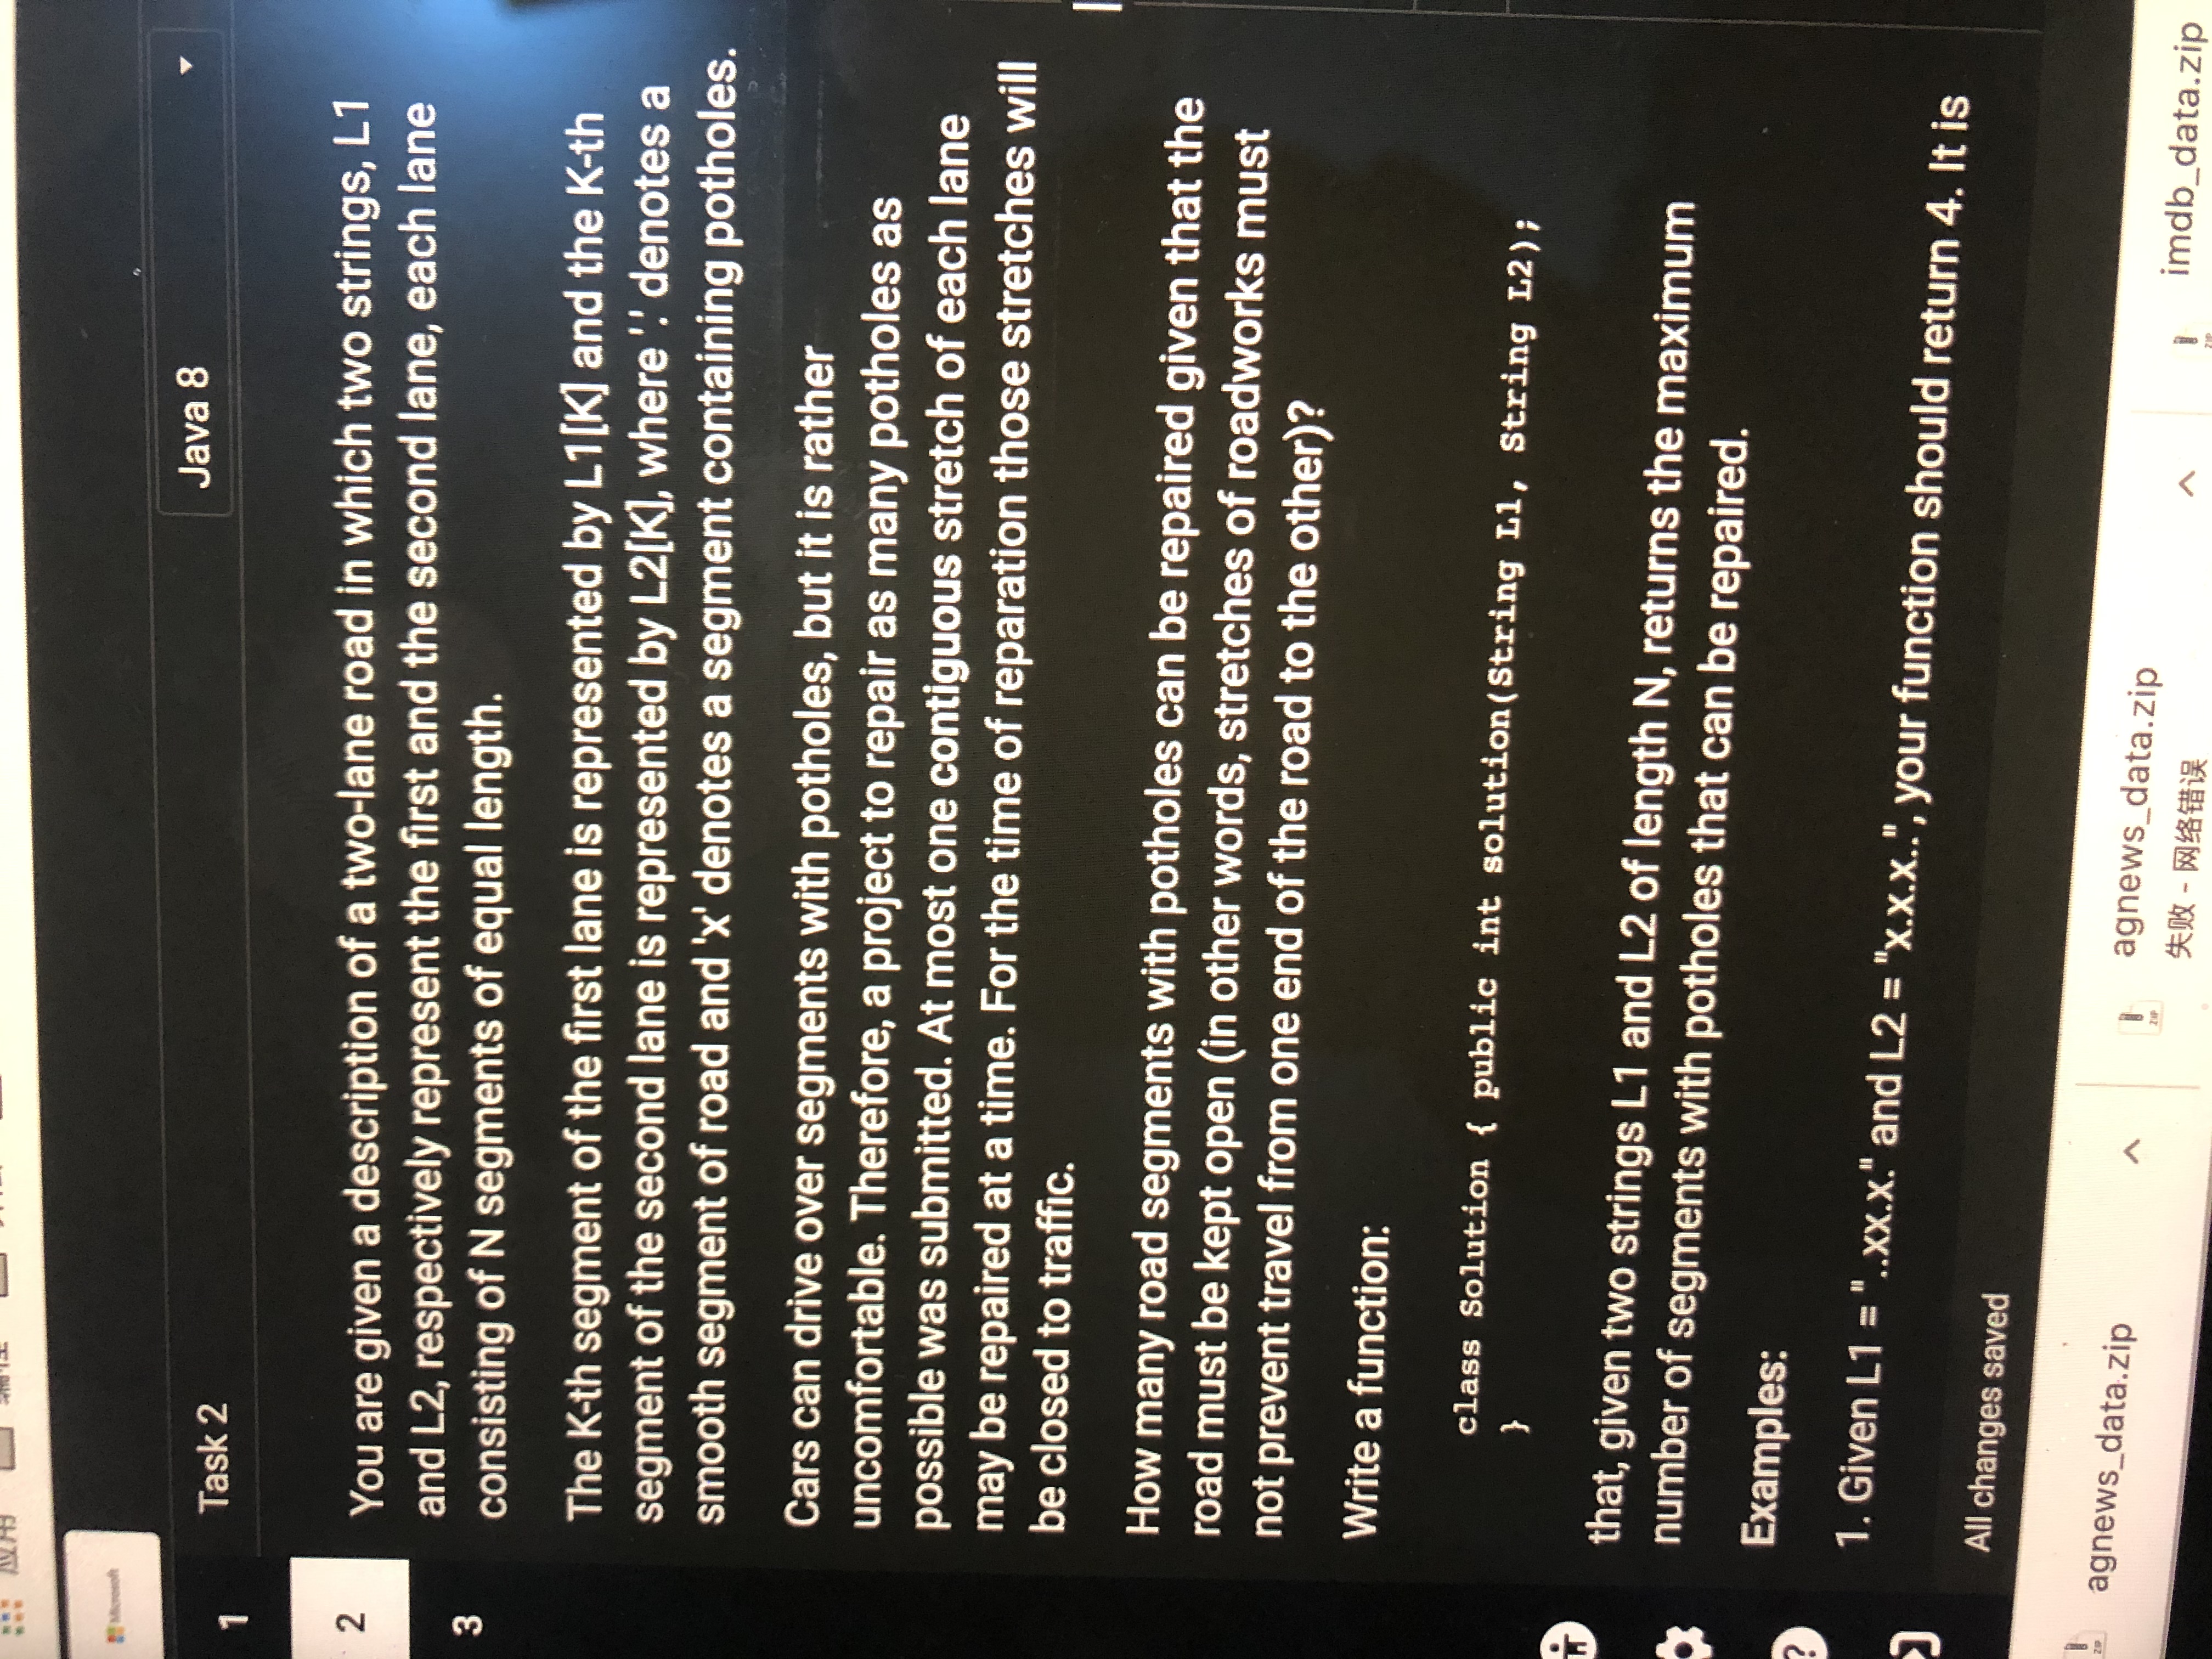 应用
Microsoft
1
Task 2
Java 8
2
3
You are given a description of a two-lane road in which two strings, L1
and L2, respectively represent the first and the second lane, each lane
consisting of N segments of equal length.
The K-th segment of the first lane is represented by L1[K] and the K-th
segment of the second lane is represented by L2[K], where '.' denotes a
smooth segment of road and 'x' denotes a segment containing potholes.
Cars can drive over segments with potholes, but it is rather
uncomfortable. Therefore, a project to repair as many potholes as
possible was submitted. At most one contiguous stretch of each lane
may be repaired at a time. For the time of reparation those stretches will
be closed to traffic.
How many road segments with potholes can be repaired given that the
road must be kept open (in other words, stretches of roadworks must
not prevent travel from one end of the road to the other)?
Write a function:
class Solution { public int solution(String L1, String L2);
}
that, given two strings L1 and L2 of length N, returns the maximum
number of segments with potholes that can be repaired.
Examples:
1. Given L1 = "..xx.x." and L2 = "x.x.x..", your function should return 4. It is
All changes saved
ZIP
agnews_data.zip
ZIP
agnews_data.zip
失败 - 网络错误
ZIP
imdb_data.zip